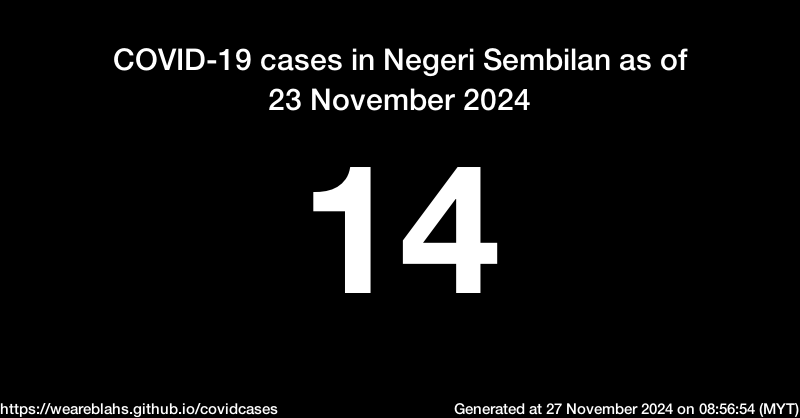 COVID-19 cases in Negeri Sembilan as of
23 November 2024
14
https://weareblahs.github.io/covidcases
Generated at 27 November 2024 on 08:56:54 (MYT)